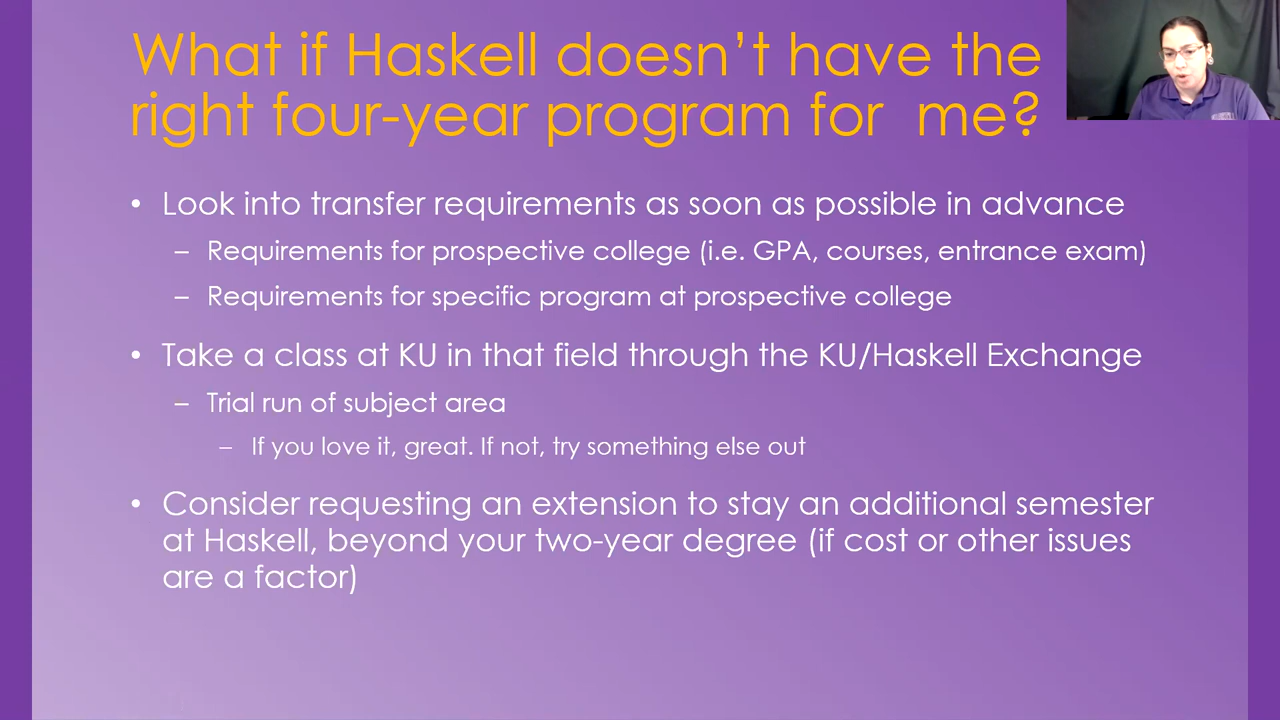 What if Haskell doesn’t have the
right four-year program for  me?
• Look into transfer requirements as soon as possible in advance
– Requirements for prospective college (i.e. GPA, courses, entrance exam)
– Requirements for specific program at prospective college
• Take a class at KU in that field through the KU/Haskell Exchange
– Trial run of subject area
– If you love it, great. If not, try something else out
• Consider requesting an extension to stay an additional semester
at Haskell, beyond your two-year degree (if cost or other issues
are a factor)